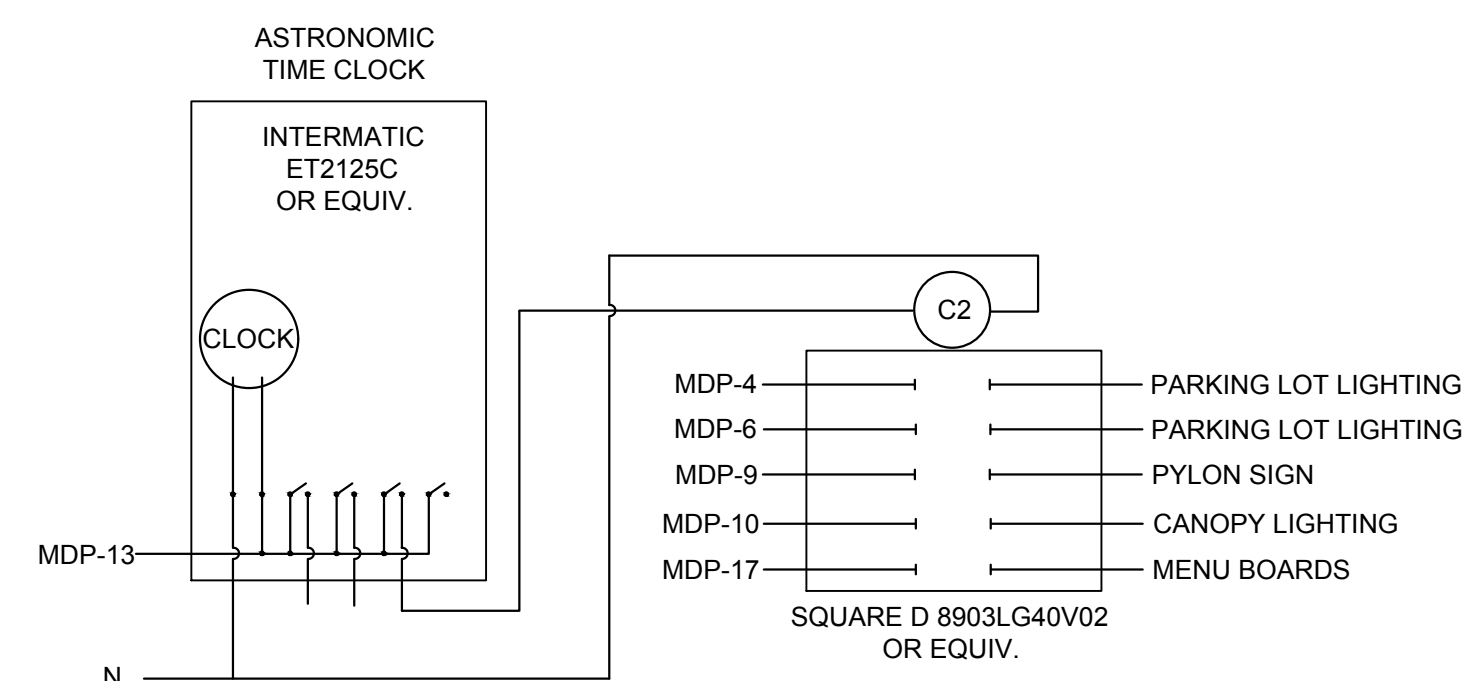 ASTRONOMIC
TIME CLOCK
INTERMATIC
ET2125C
OR EQUIV.
CLOCK
C2
MDP-4
PARKING LOT LIGHTING
MDP-6
PARKING LOT LIGHTING
MDP-9
PYLON SIGN
MDP-10
CANOPY LIGHTING
MDP-13
MDP-17
MENU BOARDS
SQUARE D 8903LG40V02
OR EQUIV.
N